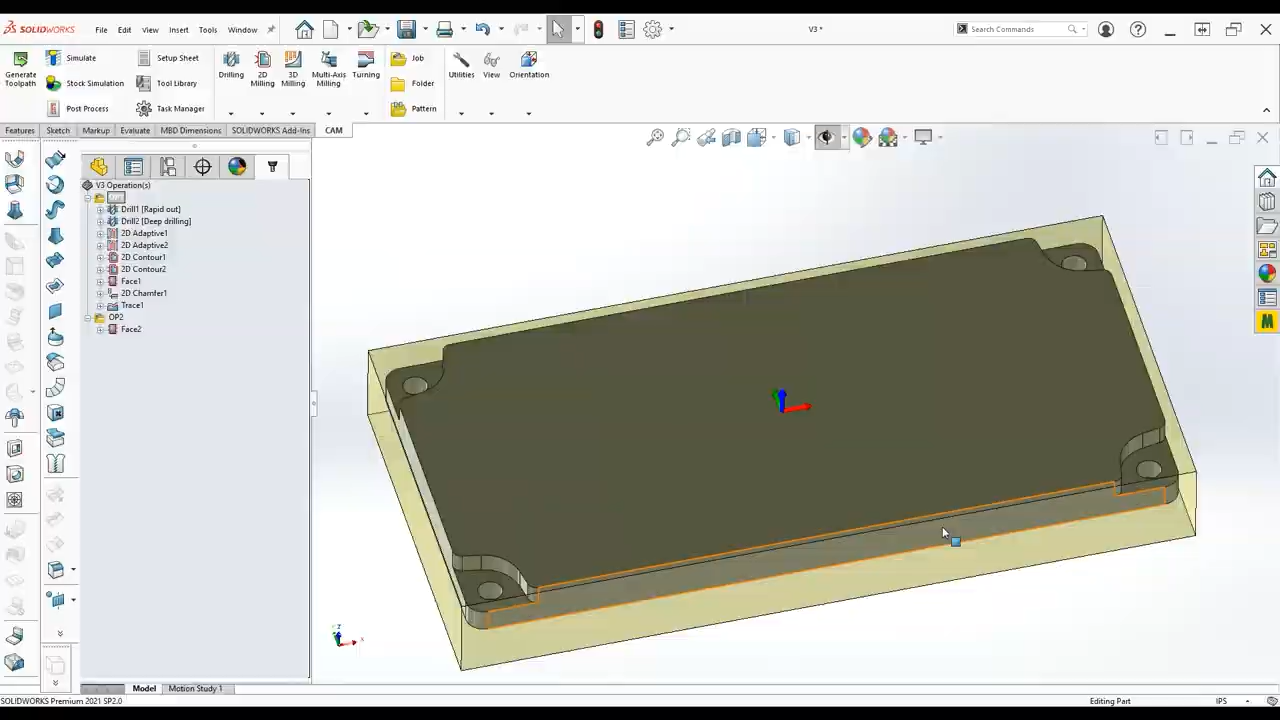 SOLIDWORKS File Edit View Insert Tools Window V3 * Search Commands
Generate Toolpath
Simulate
Stock Simulation
Post Process
Setup Sheet
Tool Library
Task Manager
Drilling
2D Milling
3D Milling
Multi-Axis Milling
Turning
Job
Folder
Pattern
Utilities
View
Orientation
Features Sketch Markup Evaluate MBD Dimensions SOLIDWORKS Add-Ins CAM
V3 Operation(s)
Drill1 [Rapid out]
Drill2 [Deep drilling]
2D Adaptive1
2D Adaptive2
2D Contour1
2D Contour2
Face1
2D Chamfer1
Trace1
OP2
Face2
M
Z
X
Model Motion Study 1
SOLIDWORKS Premium 2021 SP2.0 Editing Part IPS